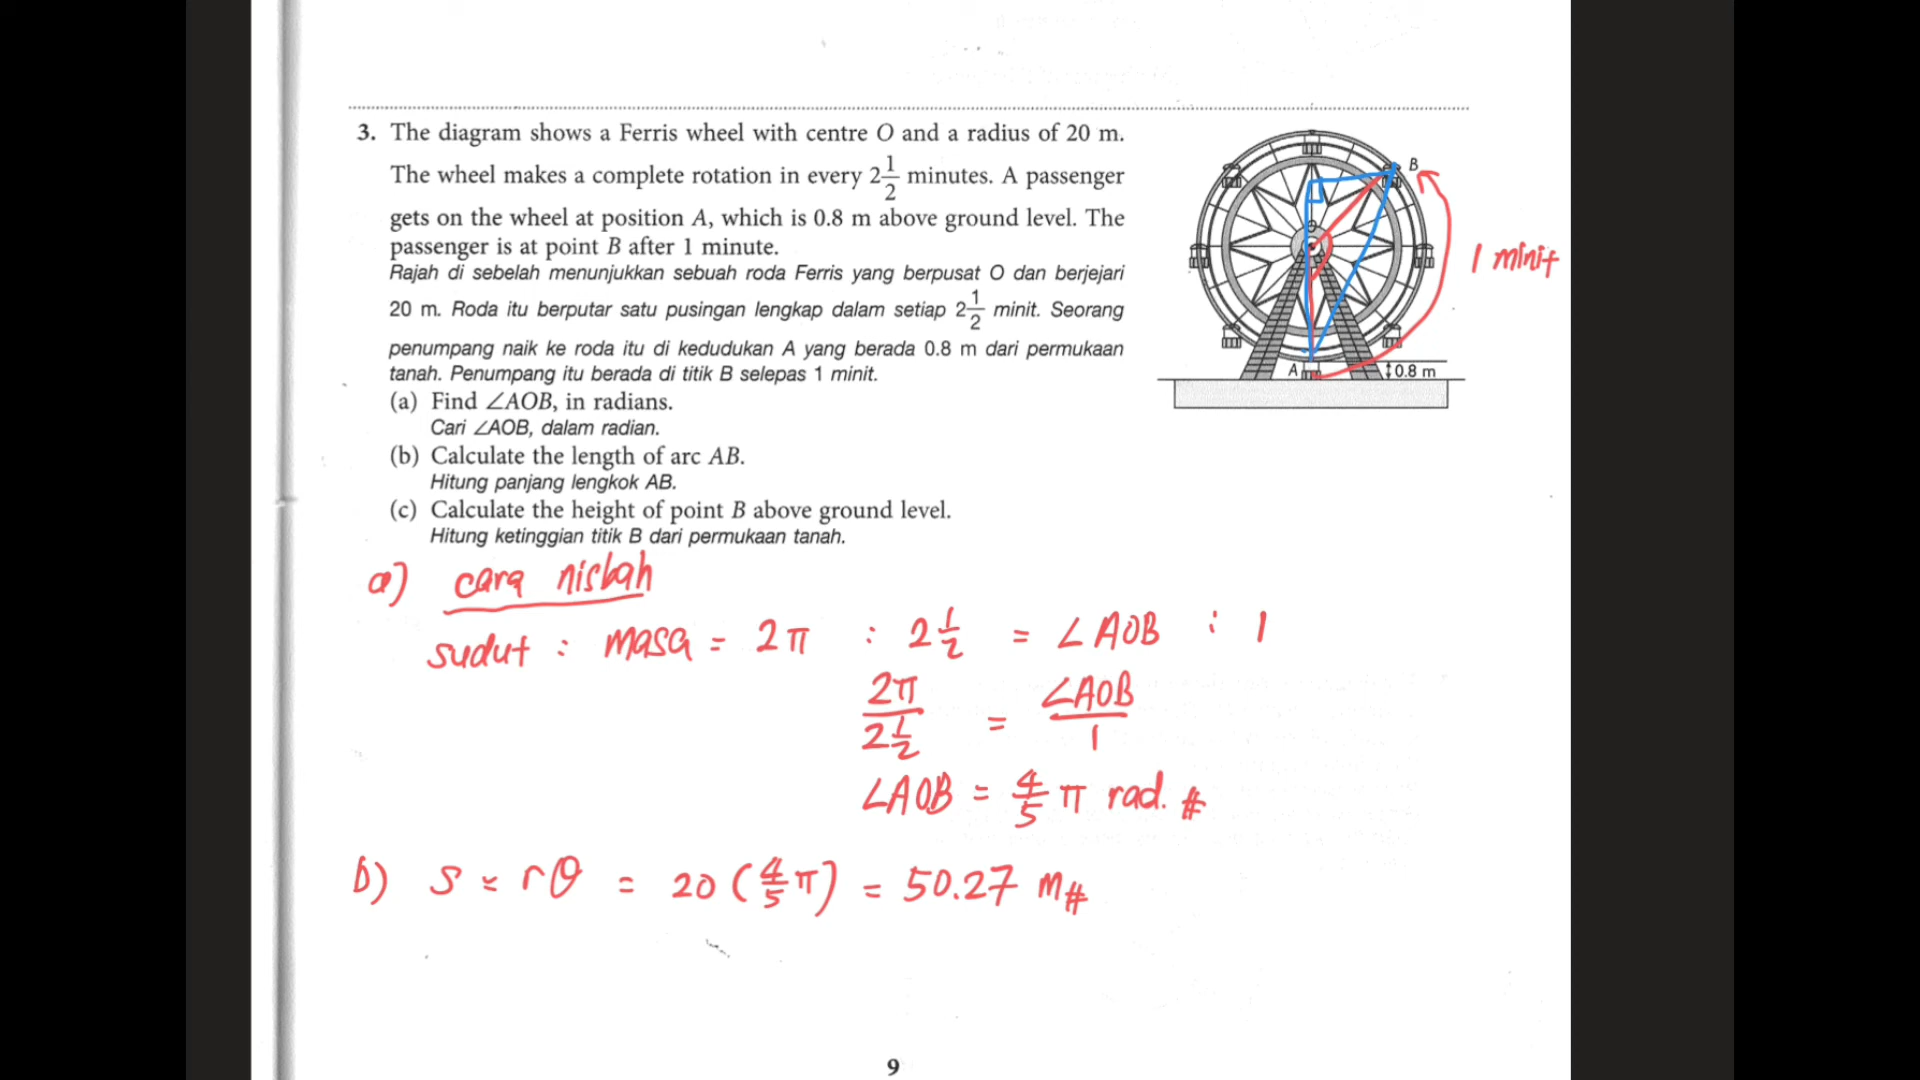 3. The diagram shows a Ferris wheel with centre O and a radius of 20 m.
The wheel makes a complete rotation in every 2 1/2 minutes. A passenger
gets on the wheel at position A, which is 0.8 m above ground level. The
passenger is at point B after 1 minute.
Rajah di sebelah menunjukkan sebuah roda Ferris yang berpusat O dan berjejari
20 m. Roda itu berputar satu pusingan lengkap dalam setiap 2 1/2 minit. Seorang
penumpang naik ke roda itu di kedudukan A yang berada 0.8 m dari permukaan
tanah. Penumpang itu berada di titik B selepas 1 minit.
(a) Find ∠AOB, in radians.
Cari ∠AOB, dalam radian.
(b) Calculate the length of arc AB.
Hitung panjang lengkok AB.
(c) Calculate the height of point B above ground level.
Hitung ketinggian titik B dari permukaan tanah.
B
O
1 minit
A
0.8 m
a) cara nisbah
sudut : masa = 2π : 2 1/2 = ∠AOB : 1
2π / 2 1/2 = ∠AOB / 1
∠AOB = 4/5 π rad. #
b) s = rθ = 20 (4/5 π) = 50.27 m #
9